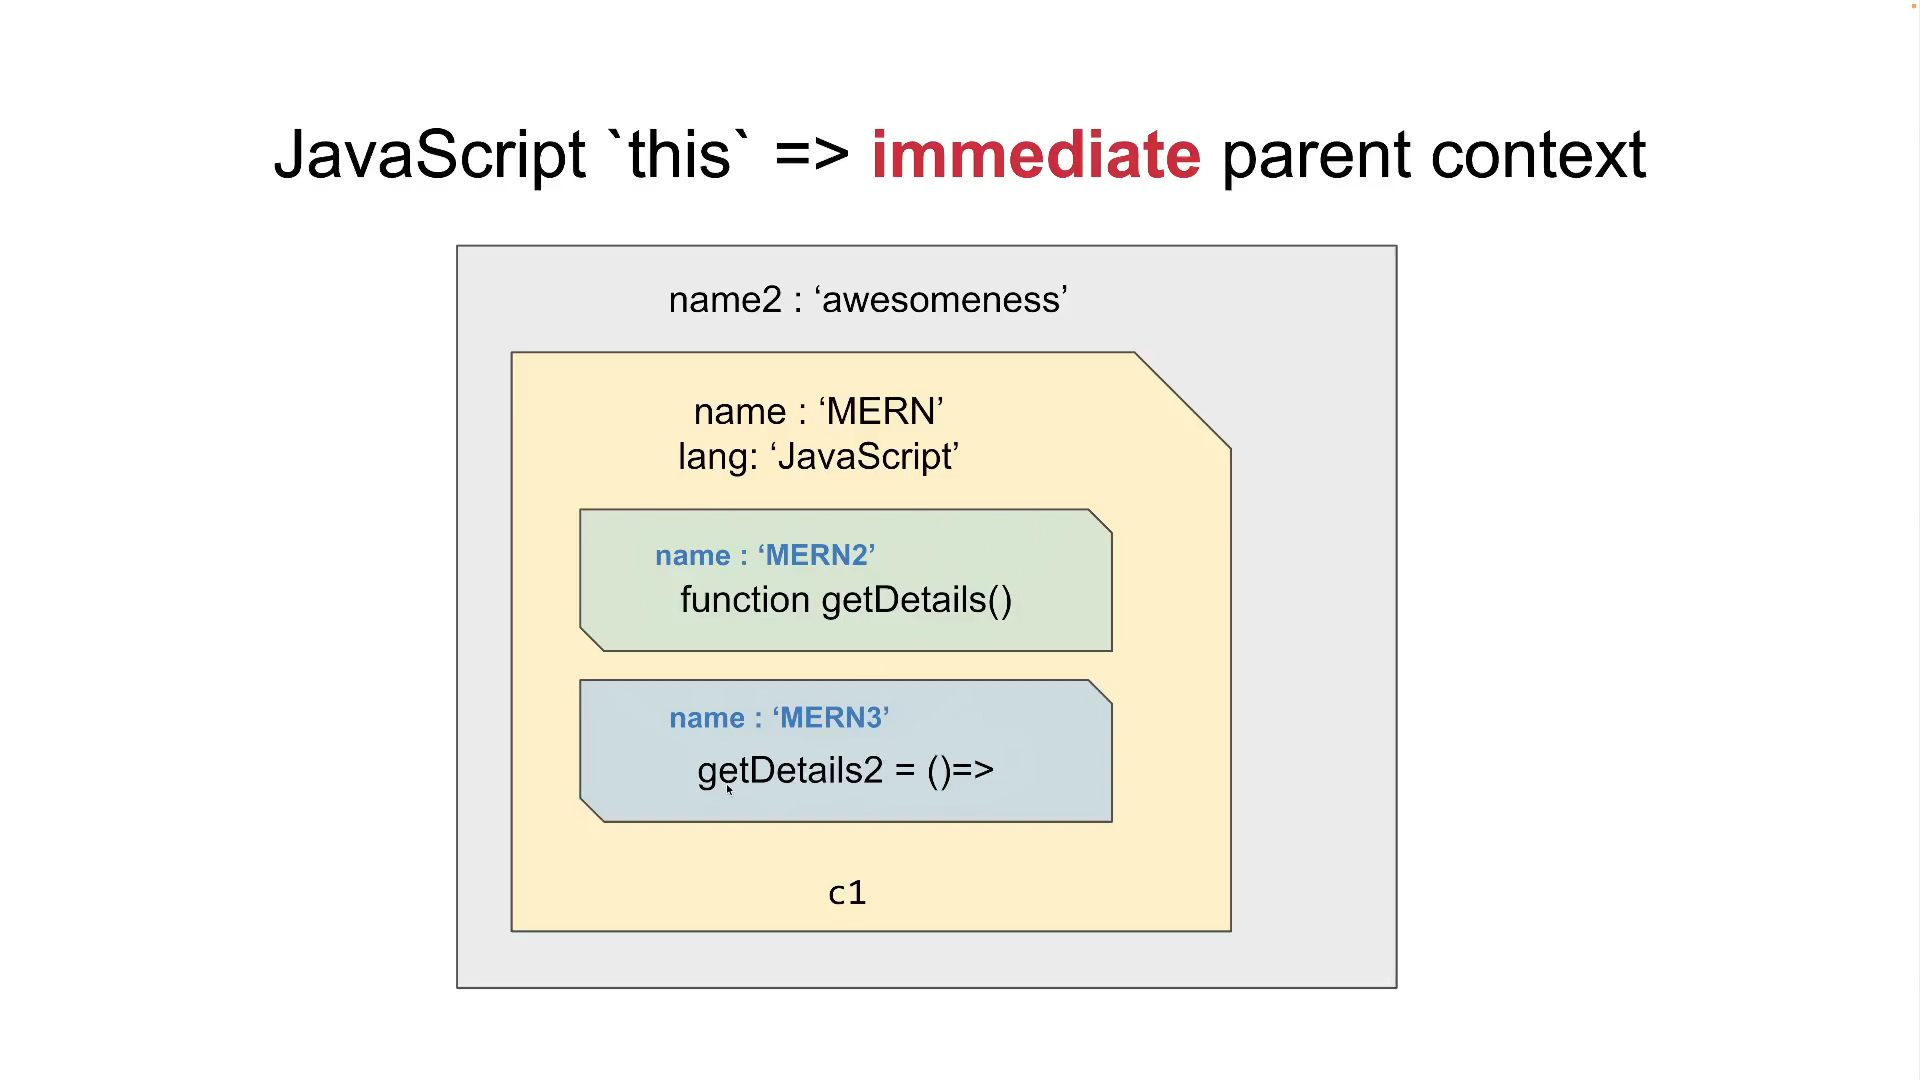 JavaScript `this` => immediate parent context
name2 : ‘awesomeness’
name : ‘MERN’
lang: ‘JavaScript’
name : ‘MERN2’
function getDetails()
name : ‘MERN3’
getDetails2 = ()=>
c1